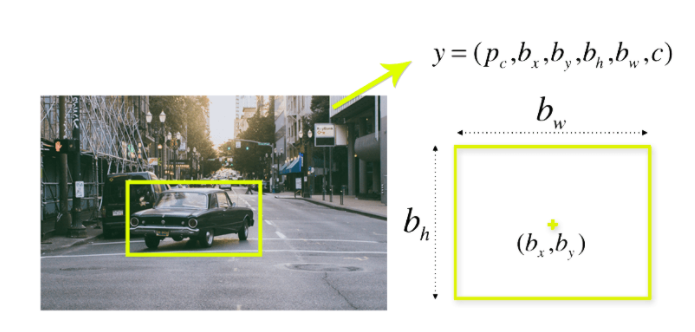 y = (p_c,b_x,b_y,b_h,b_w,c)
b_w
b_h
(b_x,b_y)